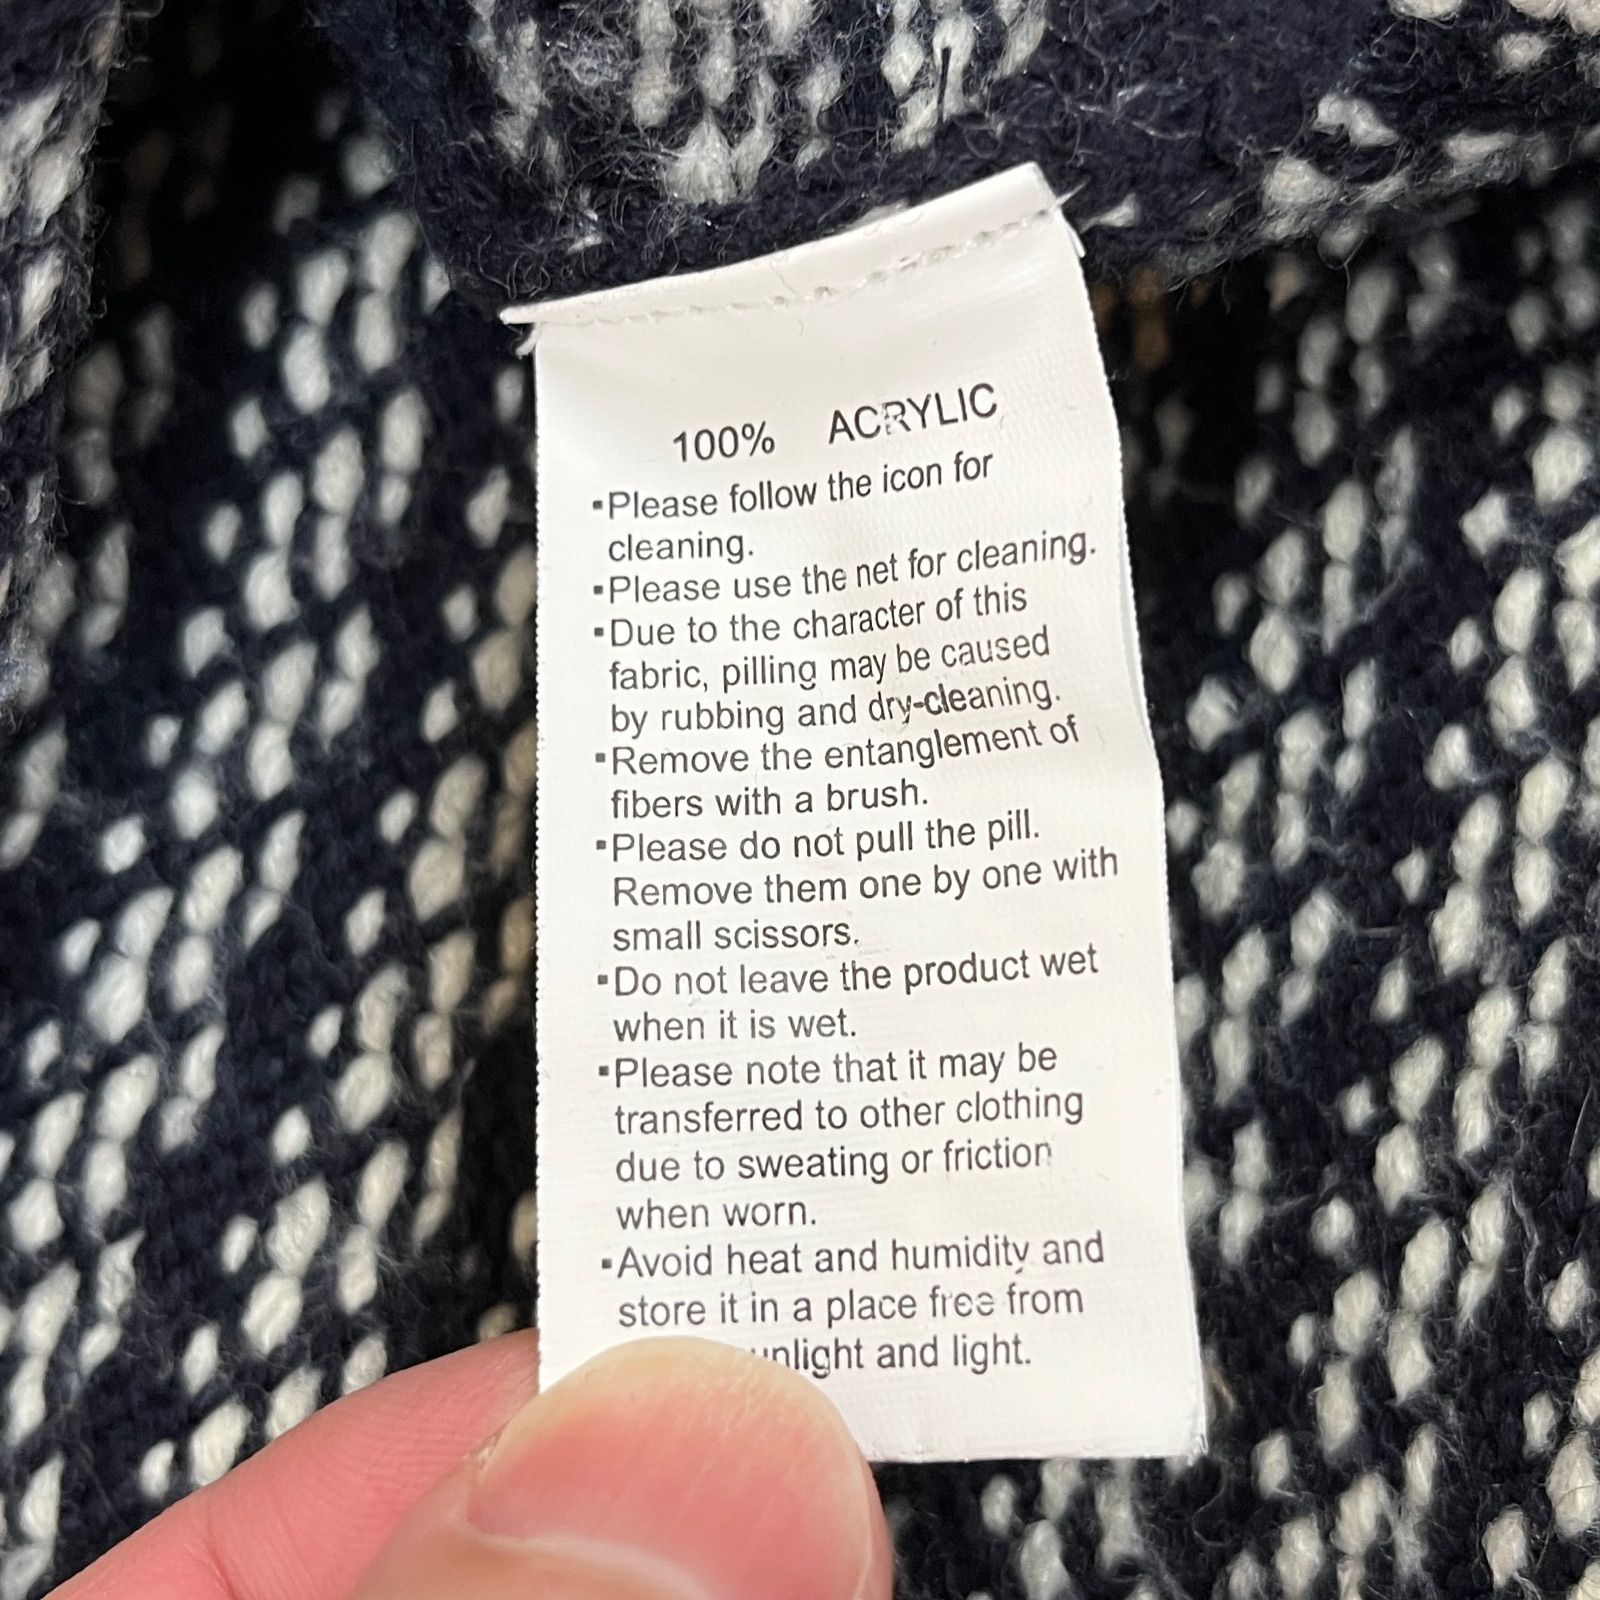 100% ACRYLIC
▪Please follow the icon for
cleaning.
▪Please use the net for cleaning.
▪Due to the character of this
fabric, pilling may be caused
by rubbing and dry-cleaning.
▪Remove the entanglement of
fibers with a brush.
▪Please do not pull the pill.
Remove them one by one with
small scissors.
▪Do not leave the product wet
when it is wet.
▪Please note that it may be
transferred to other clothing
due to sweating or friction
when worn.
▪Avoid heat and humidity and
store it in a place free from
and light.